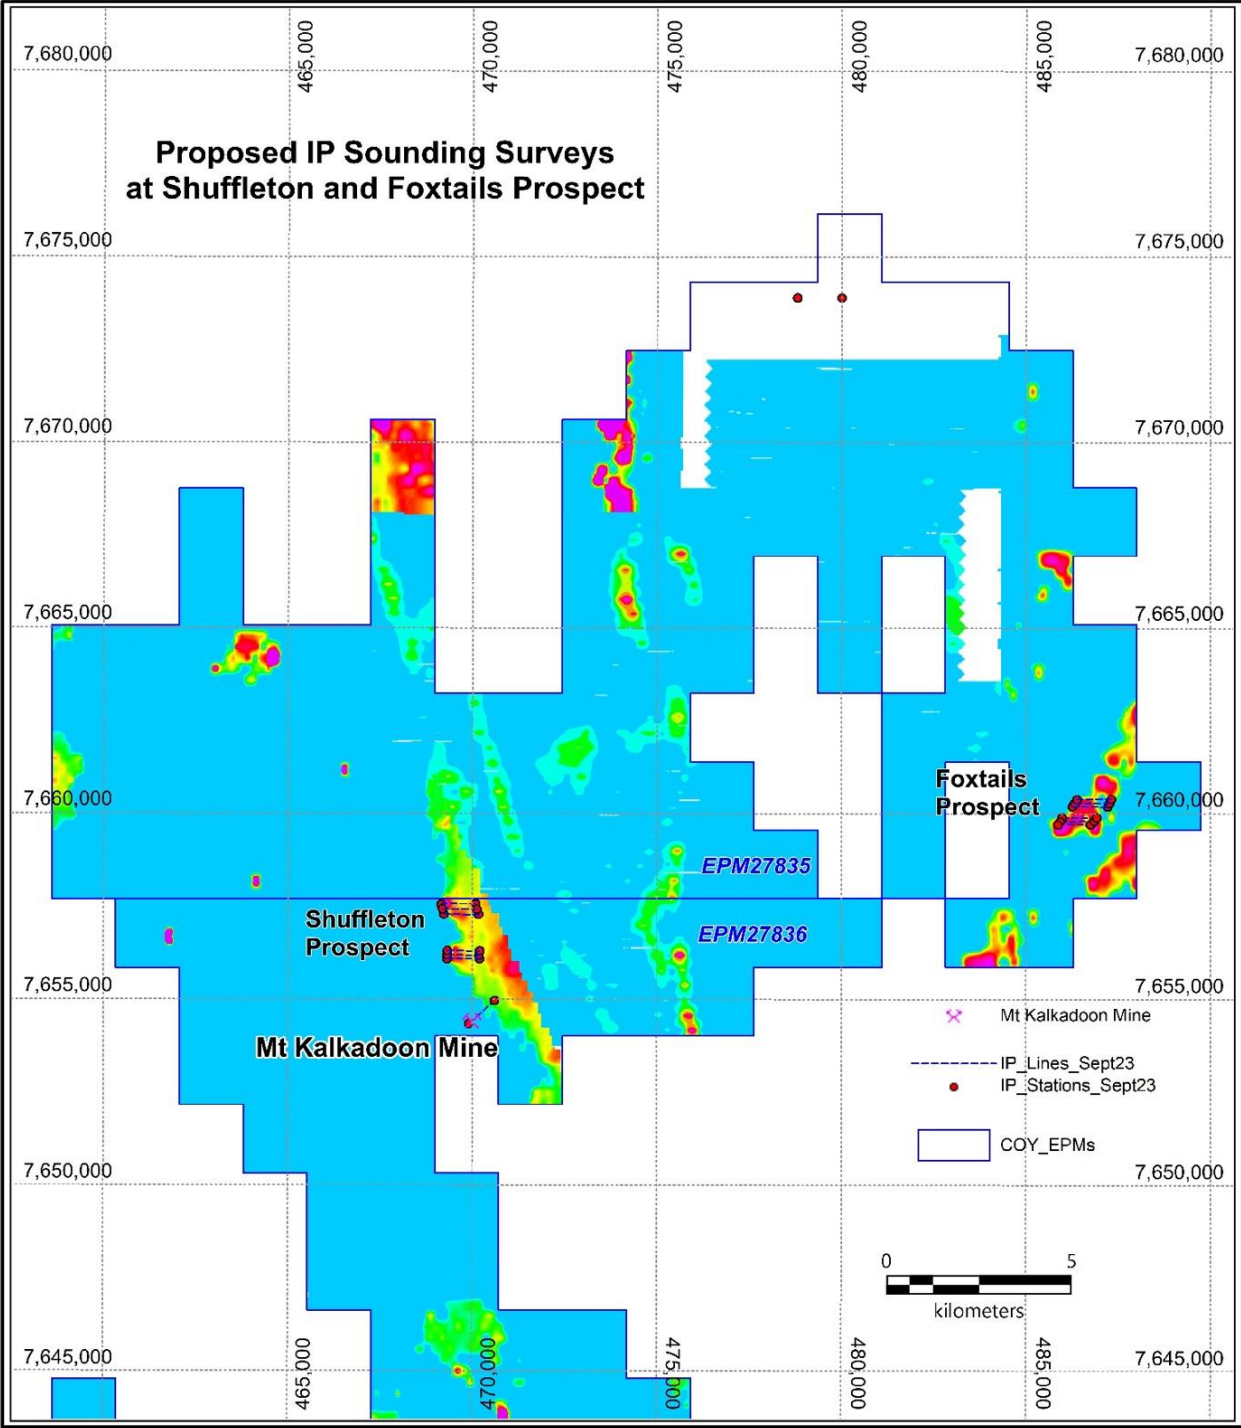 465,000
470,000
475,000
480,000
485,000
7,680,000
7,680,000
Proposed IP Sounding Surveys
at Shuffleton and Foxtails Prospect
7,675,000
7,675,000
7,670,000
7,670,000
7,665,000
7,665,000
Foxtails
Prospect
7,660,000
7,660,000
EPM27835
Shuffleton
Prospect
EPM27836
7,655,000
7,655,000
Mt Kalkadoon Mine
Mt Kalkadoon Mine
IP_Lines_Sept23
IP_Stations_Sept23
COY_EPMs
7,650,000
7,650,000
0 5
kilometers
7,645,000
7,645,000
465,000
470,000
475,000
480,000
485,000